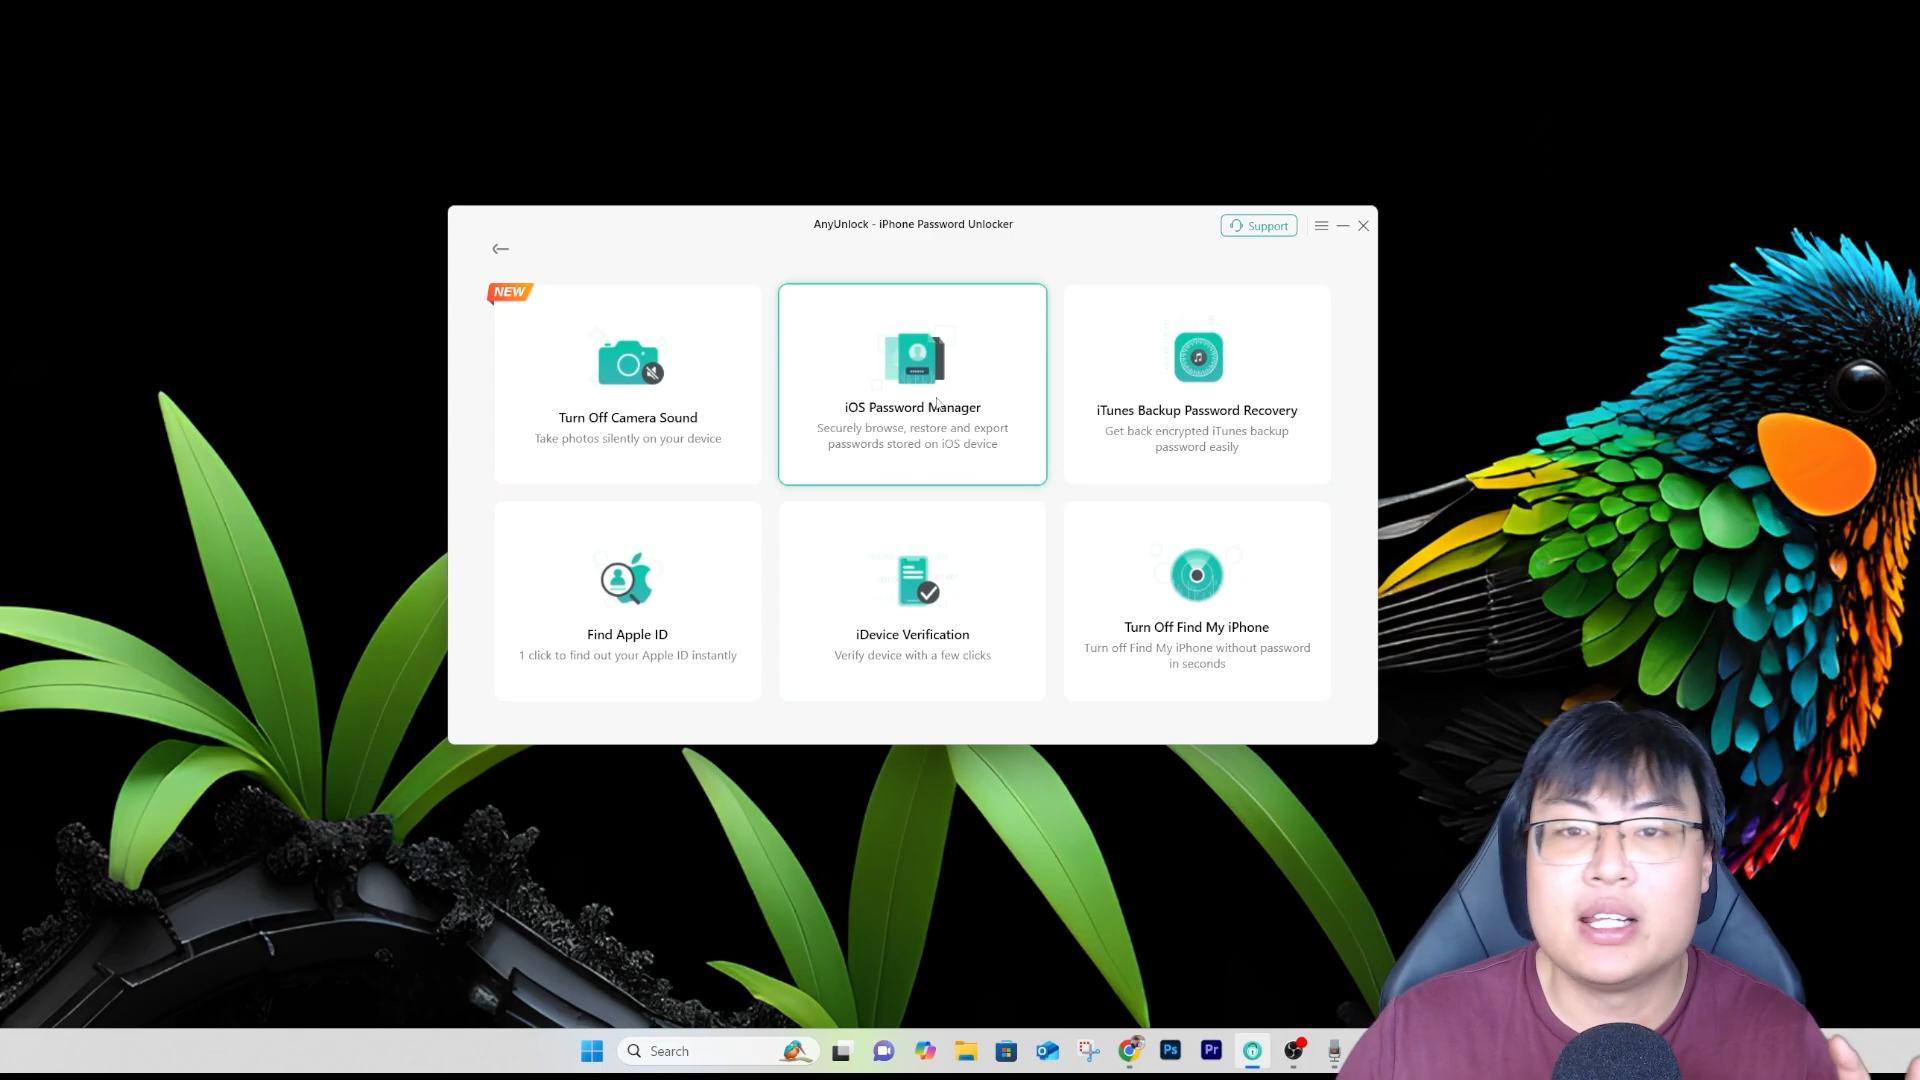 AnyUnlock - iPhone Password Unlocker
Support
NEW
Turn Off Camera Sound
Take photos silently on your device
iOS Password Manager
Securely browse, restore and export
passwords stored on iOS device
iTunes Backup Password Recovery
Get back encrypted iTunes backup
password easily
Find Apple ID
1 click to find out your Apple ID instantly
iDevice Verification
Verify device with a few clicks
Turn Off Find My iPhone
Turn off Find My iPhone without password
in seconds
Search
Ps
Pr